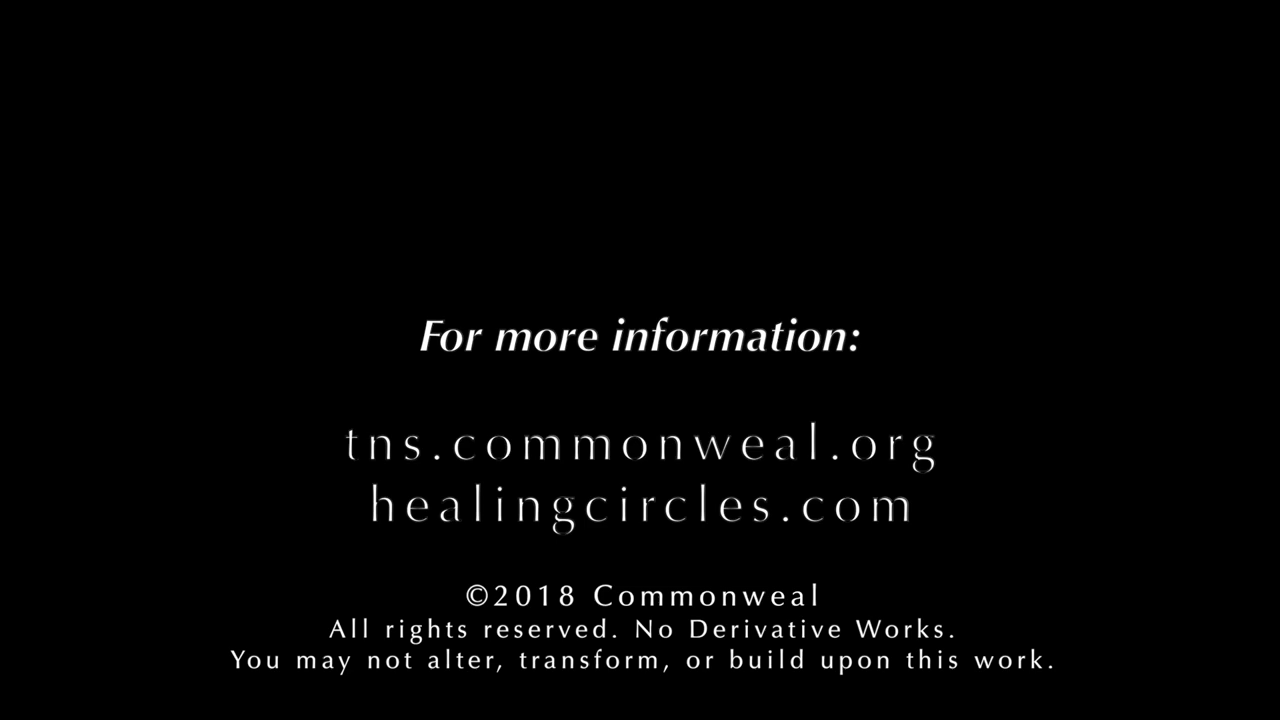 For more information:
tns.commonweal.org
healingcircles.com
©2018 Commonweal
All rights reserved. No Derivative Works.
You may not alter, transform, or build upon this work.